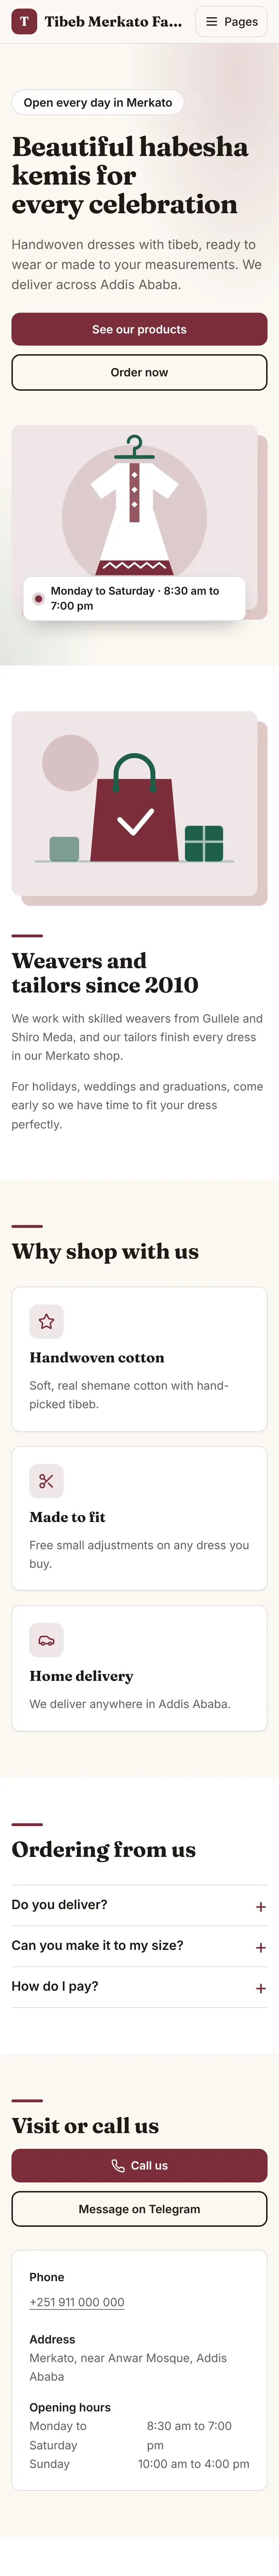 T
Tibeb Merkato Fa...
Pages
Open every day in Merkato
Beautiful habesha
kemis for
every celebration
Handwoven dresses with tibeb, ready to
wear or made to your measurements. We
deliver across Addis Ababa.
See our products
Order now
Monday to Saturday · 8:30 am to
7:00 pm
Weavers and
tailors since 2010
We work with skilled weavers from Gullele and
Shiro Meda, and our tailors finish every dress
in our Merkato shop.
For holidays, weddings and graduations, come
early so we have time to fit your dress
perfectly.
Why shop with us
Handwoven cotton
Soft, real shemane cotton with hand-
picked tibeb.
Made to fit
Free small adjustments on any dress you
buy.
Home delivery
We deliver anywhere in Addis Ababa.
Ordering from us
Do you deliver?
Can you make it to my size?
How do I pay?
Visit or call us
Call us
Message on Telegram
Phone
+251 911 000 000
Address
Merkato, near Anwar Mosque, Addis
Ababa
Opening hours
Monday to 8:30 am to 7:00
Saturday pm
Sunday 10:00 am to 4:00 pm